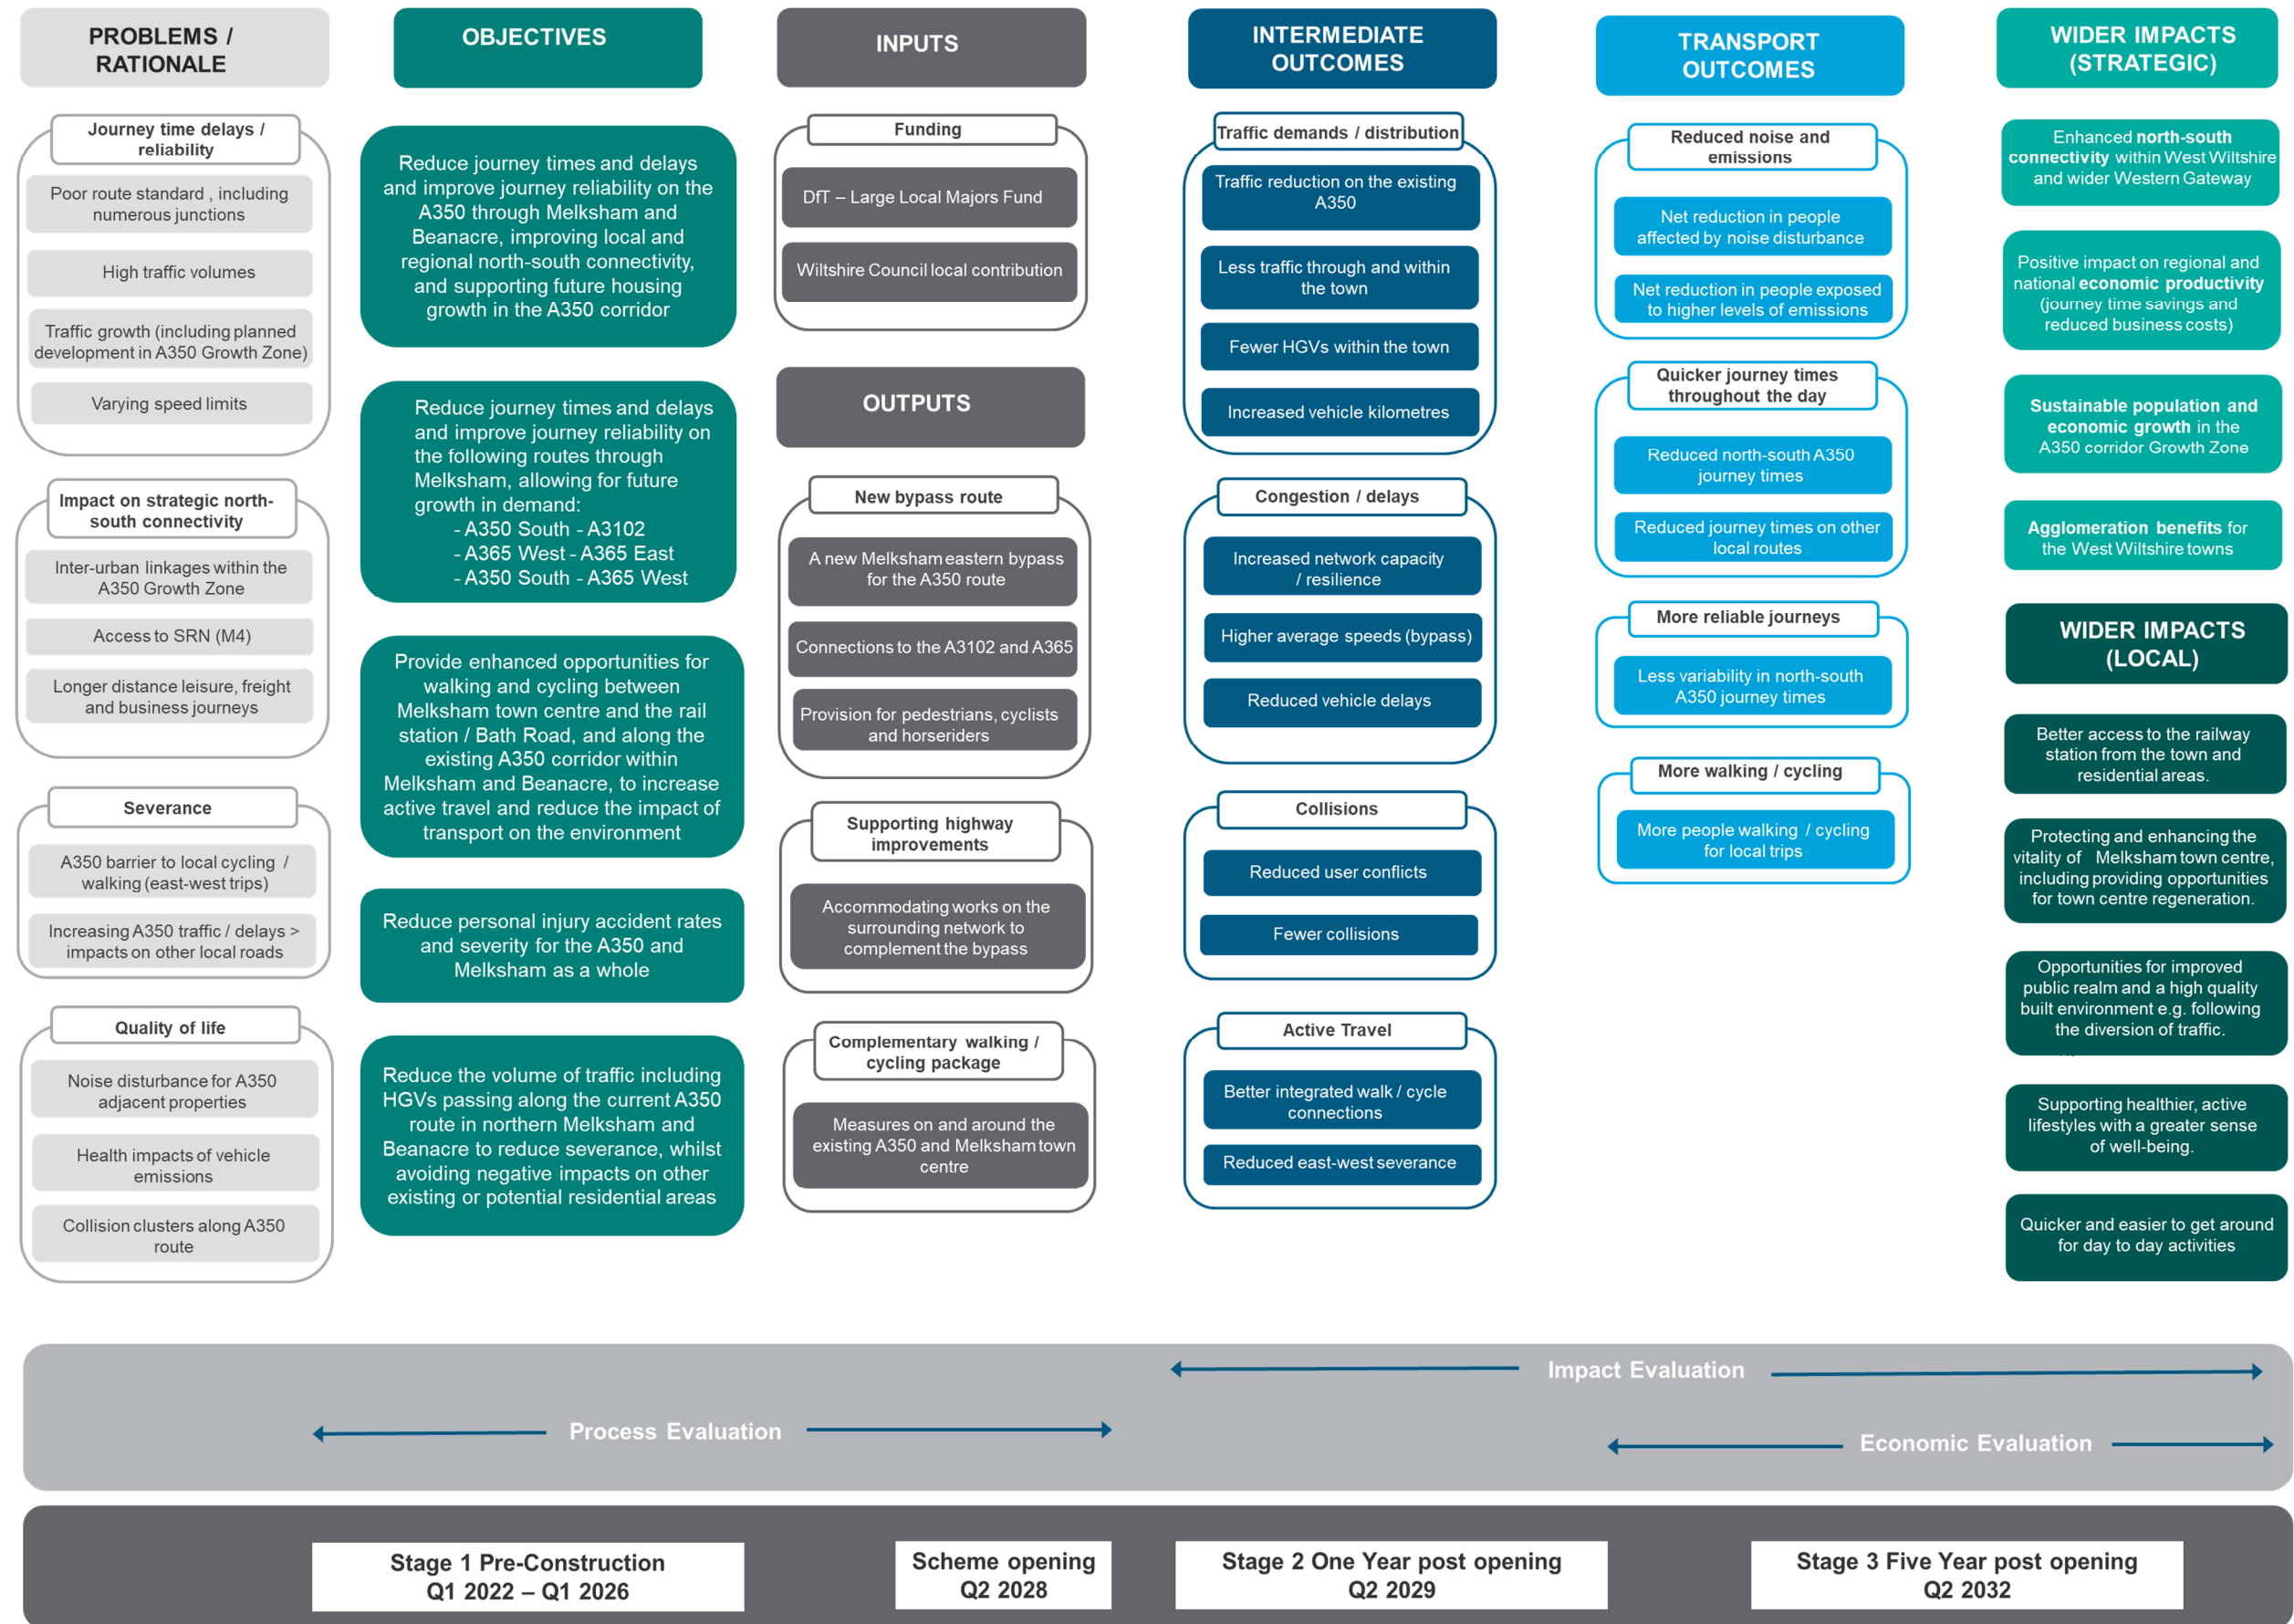 PROBLEMS /
RATIONALE
Journey time delays /
reliability
Poor route standard , including
numerous junctions
High traffic volumes
Traffic growth (including planned
development in A350 Growth Zone)
Varying speed limits
Impact on strategic north-
south connectivity
Inter-urban linkages within the
A350 Growth Zone
Access to SRN (M4)
Longer distance leisure, freight
and business journeys
Severance
A350 barrier to local cycling /
walking (east-west trips)
Increasing A350 traffic / delays >
impacts on other local roads
Quality of life
Noise disturbance for A350
adjacent properties
Health impacts of vehicle
emissions
Collision clusters along A350
route
OBJECTIVES
Reduce journey times and delays
and improve journey reliability on the
A350 through Melksham and
Beanacre, improving local and
regional north-south connectivity,
and supporting future housing
growth in the A350 corridor
Reduce journey times and delays
and improve journey reliability on
the following routes through
Melksham, allowing for future
growth in demand:
- A350 South - A3102
- A365 West - A365 East
- A350 South - A365 West
Provide enhanced opportunities for
walking and cycling between
Melksham town centre and the rail
station / Bath Road, and along the
existing A350 corridor within
Melksham and Beanacre, to increase
active travel and reduce the impact of
transport on the environment
Reduce personal injury accident rates
and severity for the A350 and
Melksham as a whole
Reduce the volume of traffic including
HGVs passing along the current A350
route in northern Melksham and
Beanacre to reduce severance, whilst
avoiding negative impacts on other
existing or potential residential areas
INPUTS
Funding
DfT – Large Local Majors Fund
Wiltshire Council local contribution
OUTPUTS
New bypass route
A new Melksham eastern bypass
for the A350 route
Connections to the A3102 and A365
Provision for pedestrians, cyclists
and horseriders
Supporting highway
improvements
Accommodating works on the
surrounding network to
complement the bypass
Complementary walking /
cycling package
Measures on and around the
existing A350 and Melksham town
centre
INTERMEDIATE
OUTCOMES
Traffic demands / distribution
Traffic reduction on the existing
A350
Less traffic through and within
the town
Fewer HGVs within the town
Increased vehicle kilometres
Congestion / delays
Increased network capacity
/ resilience
Higher average speeds (bypass)
Reduced vehicle delays
Collisions
Reduced user conflicts
Fewer collisions
Active Travel
Better integrated walk / cycle
connections
Reduced east-west severance
TRANSPORT
OUTCOMES
Reduced noise and
emissions
Net reduction in people
affected by noise disturbance
Net reduction in people exposed
to higher levels of emissions
Quicker journey times
throughout the day
Reduced north-south A350
journey times
Reduced journey times on other
local routes
More reliable journeys
Less variability in north-south
A350 journey times
More walking / cycling
More people walking / cycling
for local trips
WIDER IMPACTS
(STRATEGIC)
Enhanced north-south
connectivity within West Wiltshire
and wider Western Gateway
Positive impact on regional and
national economic productivity
(journey time savings and
reduced business costs)
Sustainable population and
economic growth in the
A350 corridor Growth Zone
Agglomeration benefits for
the West Wiltshire towns
WIDER IMPACTS
(LOCAL)
Better access to the railway
station from the town and
residential areas.
Protecting and enhancing the
vitality of Melksham town centre,
including providing opportunities
for town centre regeneration.
Opportunities for improved
public realm and a high quality
built environment e.g. following
the diversion of traffic.
Supporting healthier, active
lifestyles with a greater sense
of well-being.
Quicker and easier to get around
for day to day activities
Impact Evaluation
Process Evaluation
Economic Evaluation
Stage 1 Pre-Construction
Q1 2022 – Q1 2026
Scheme opening
Q2 2028
Stage 2 One Year post opening
Q2 2029
Stage 3 Five Year post opening
Q2 2032